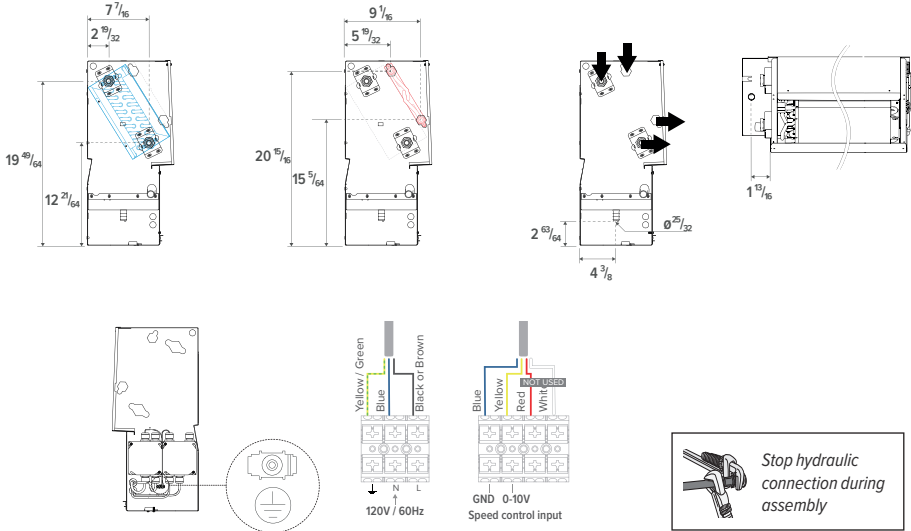 7 7/16
2 19/32
19 49/64
12 21/64
9 1/16
5 19/32
20 15/16
15 5/64
2 63/64
4 3/8
Ø 25/32
1 13/16
Yellow / Green
Blue
Black or Brown
N L
120V / 60Hz
Blue
Yellow
Red
White
NOT USED
GND 0-10V
Speed control input
Stop hydraulic
connection during
assembly